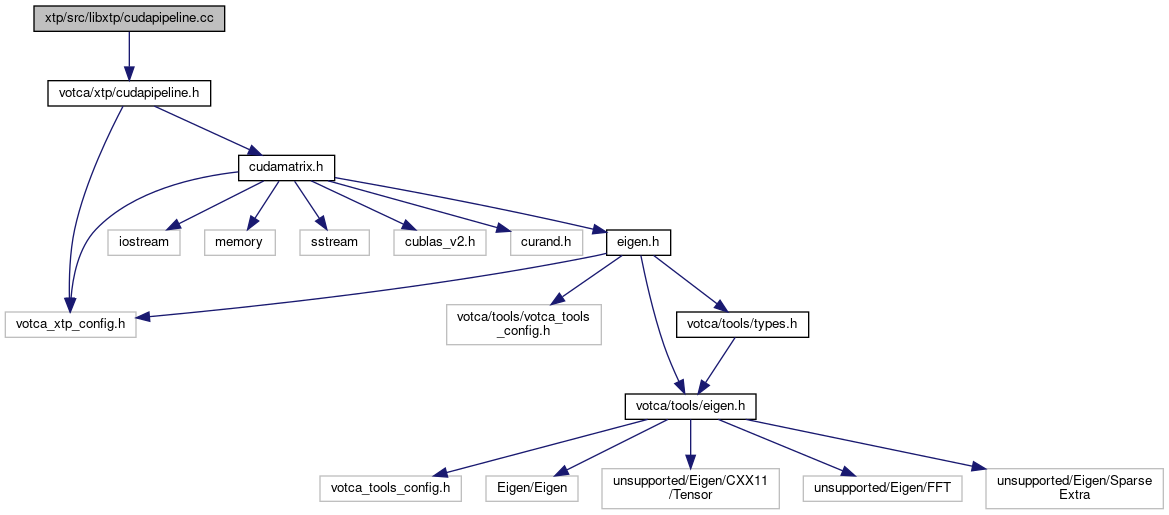 xtp/src/libxtp/cudapipeline.cc
votca/xtp/cudapipeline.h
cudamatrix.h
iostream
memory
sstream
cublas_v2.h
curand.h
eigen.h
votca_xtp_config.h
votca/tools/votca_tools
_config.h
votca/tools/types.h
votca/tools/eigen.h
votca_tools_config.h
Eigen/Eigen
unsupported/Eigen/CXX11
/Tensor
unsupported/Eigen/FFT
unsupported/Eigen/Sparse
Extra